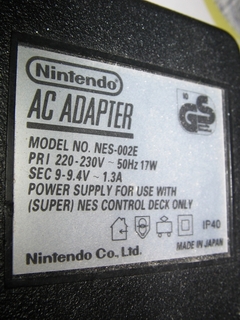 Nintendo
AC ADAPTER
MODEL NO. NES-002E
PRI 220-230V ~ 50Hz 17W
SEC 9-9.4V ~ 1.3A
POWER SUPPLY FOR USE WITH
(SUPER) NES CONTROL DECK ONLY
IP40
MADE IN JAPAN
Nintendo Co., Ltd.